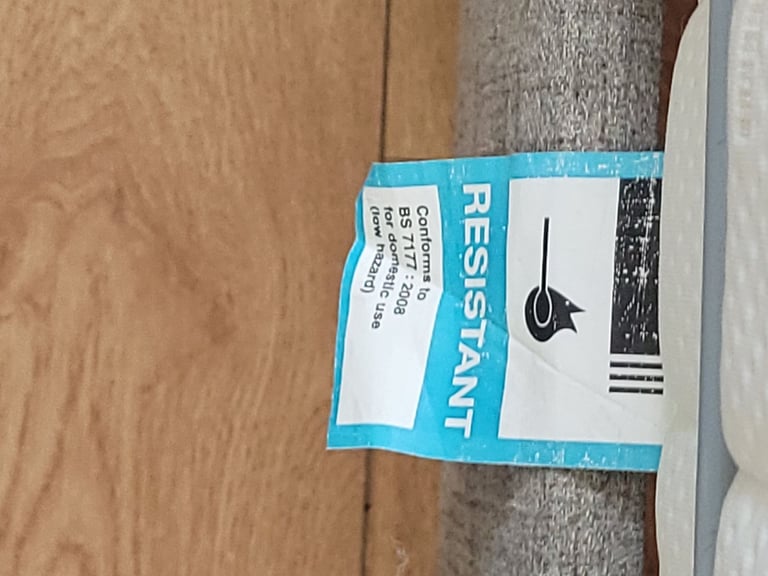 RESISTANT
Conforms to
BS 7177 : 2008
for domestic use
(low hazard)